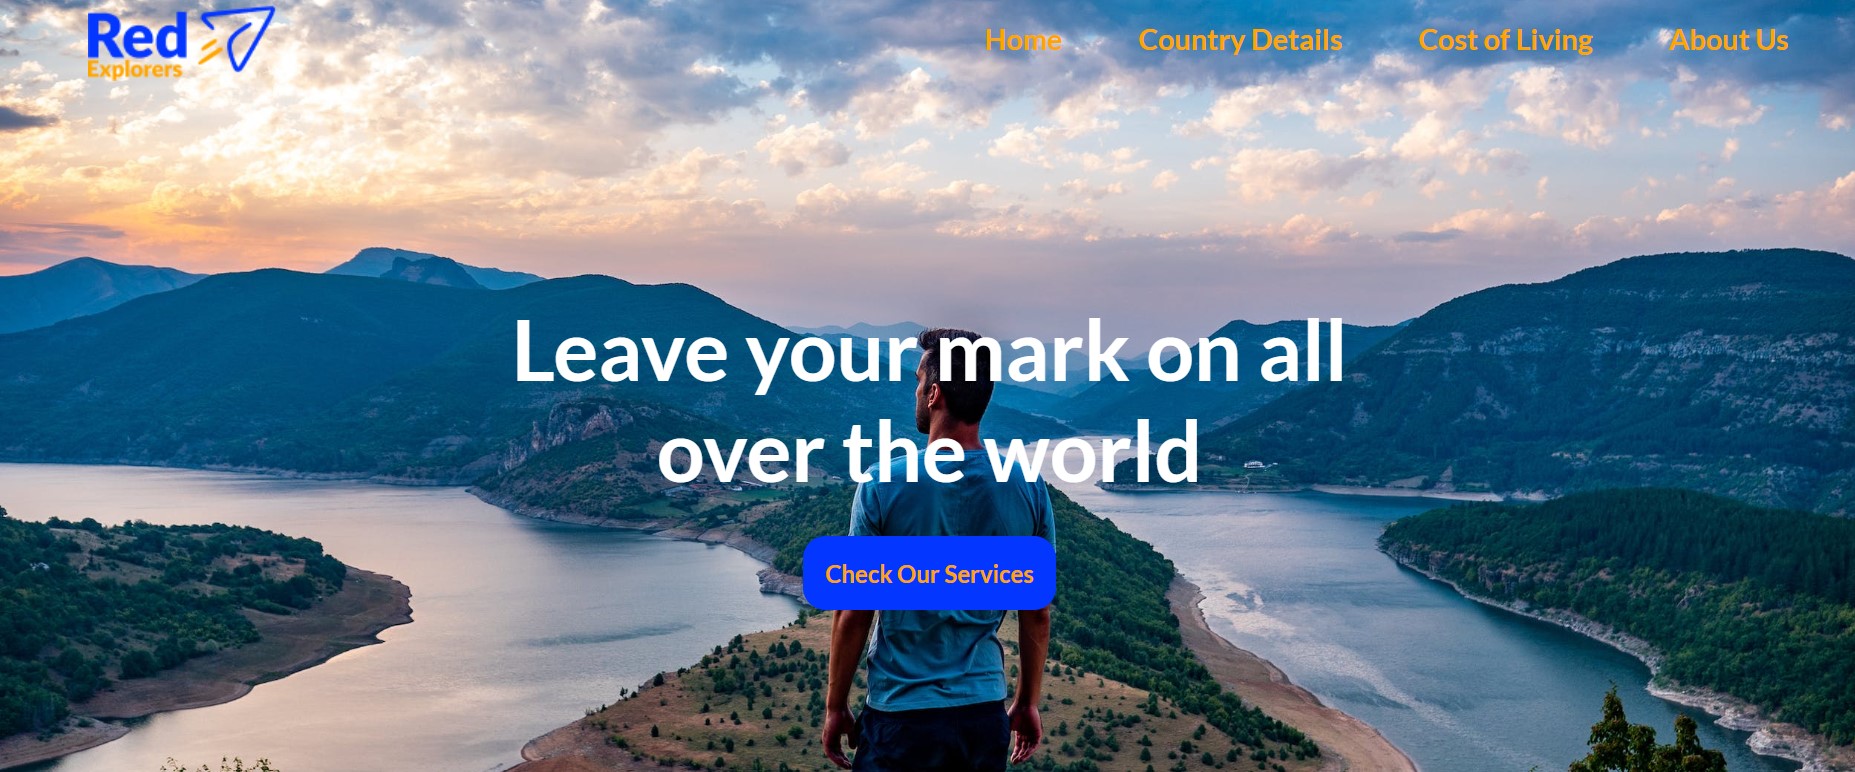 Red
Explorers
Home Country Details Cost of Living About Us
Leave your mark on all
over the world
Check Our Services